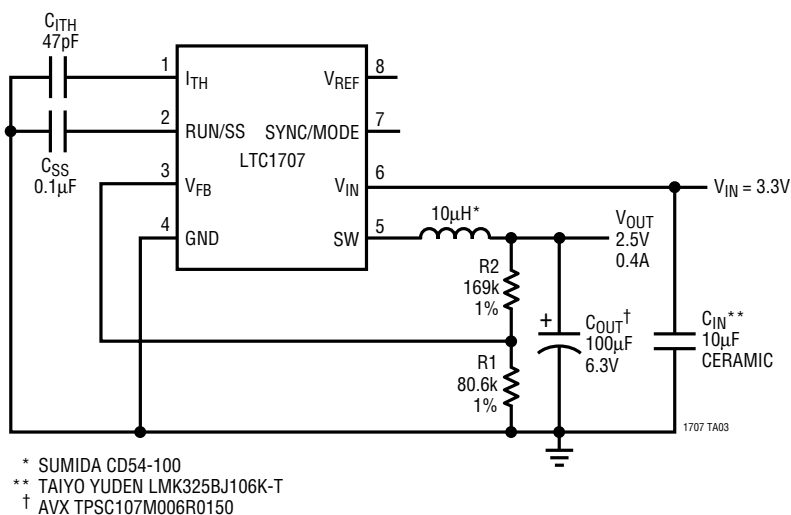 CITH
47pF
1
ITH
VREF
8
2
RUN/SS
SYNC/MODE
7
LTC1707
CSS
0.1µF
3
VFB
VIN
6
VIN = 3.3V
4
GND
SW
5
10µH*
VOUT
2.5V
0.4A
R2
169k
1%
+
COUT†
100µF
6.3V
CIN**
10µF
CERAMIC
R1
80.6k
1%
1707 TA03
* SUMIDA CD54-100
** TAIYO YUDEN LMK325BJ106K-T
† AVX TPSC107M006R0150